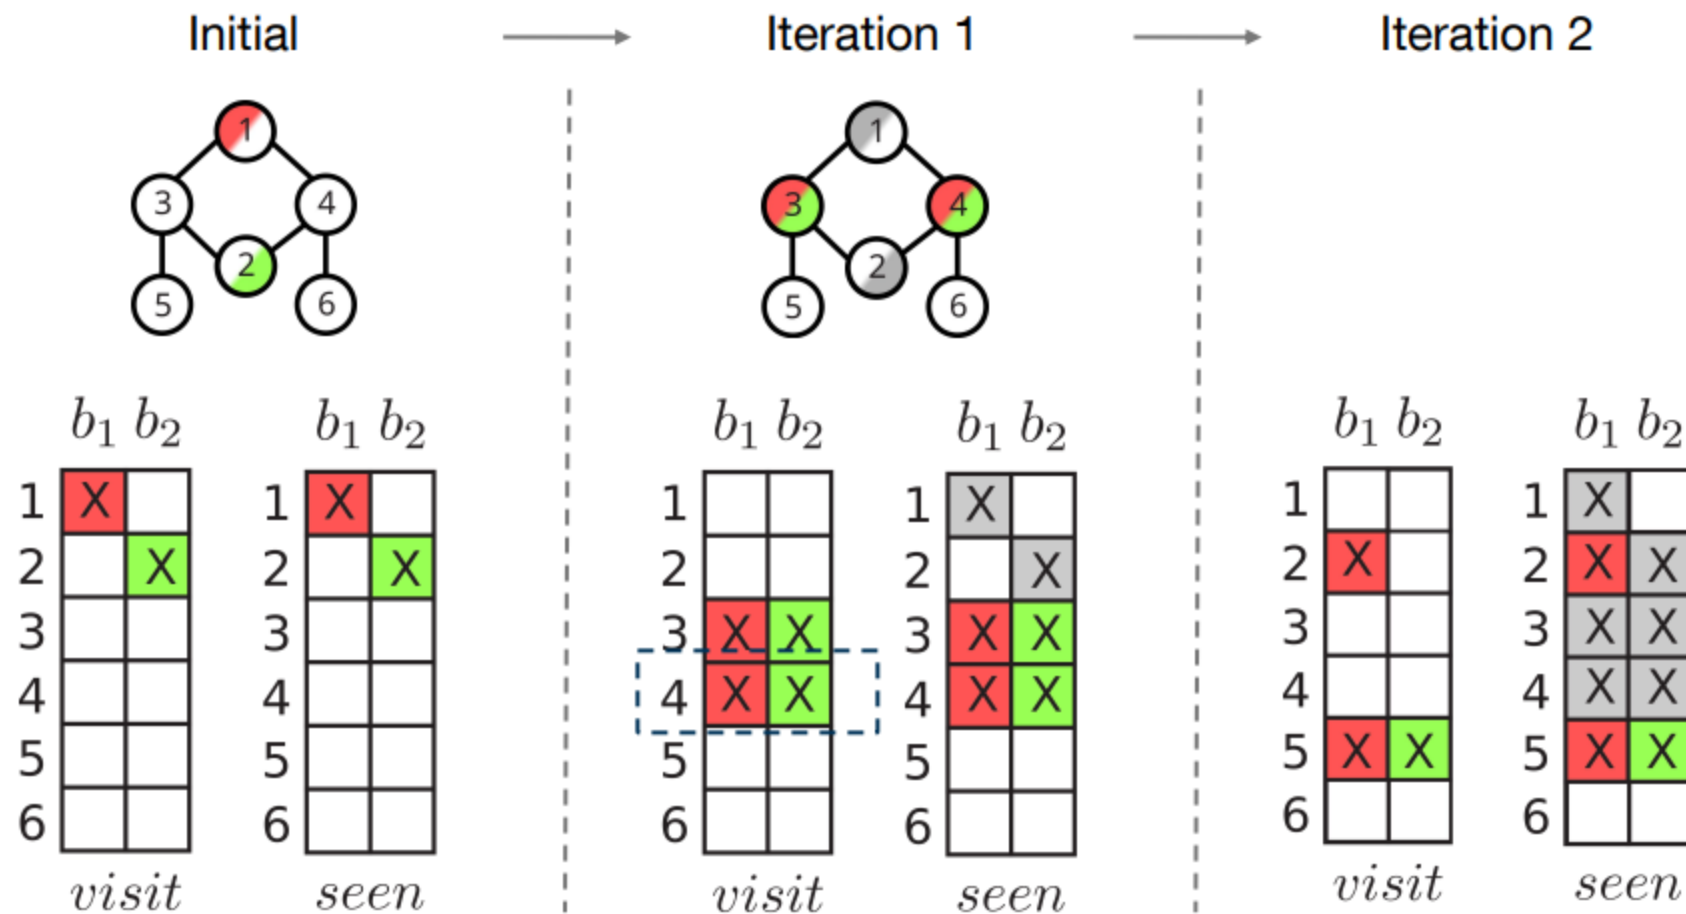 Initial
Iteration 1
Iteration 2
1
3
4
2
5
6
1
3
4
2
5
6
b1 b2
b1 b2
b1 b2
b1 b2
b1 b2
b1 b2
1 X
2 X
3
4
5
6
visit
1 X
2 X
3
4
5
6
seen
1
2
3 X X
4 X X
5
6
visit
1 X
2 X
3 X X
4 X X
5
6
seen
1
2 X
3
4
5 X X
6
visit
1 X
2 X X
3 X X
4 X X
5 X X
6
seen